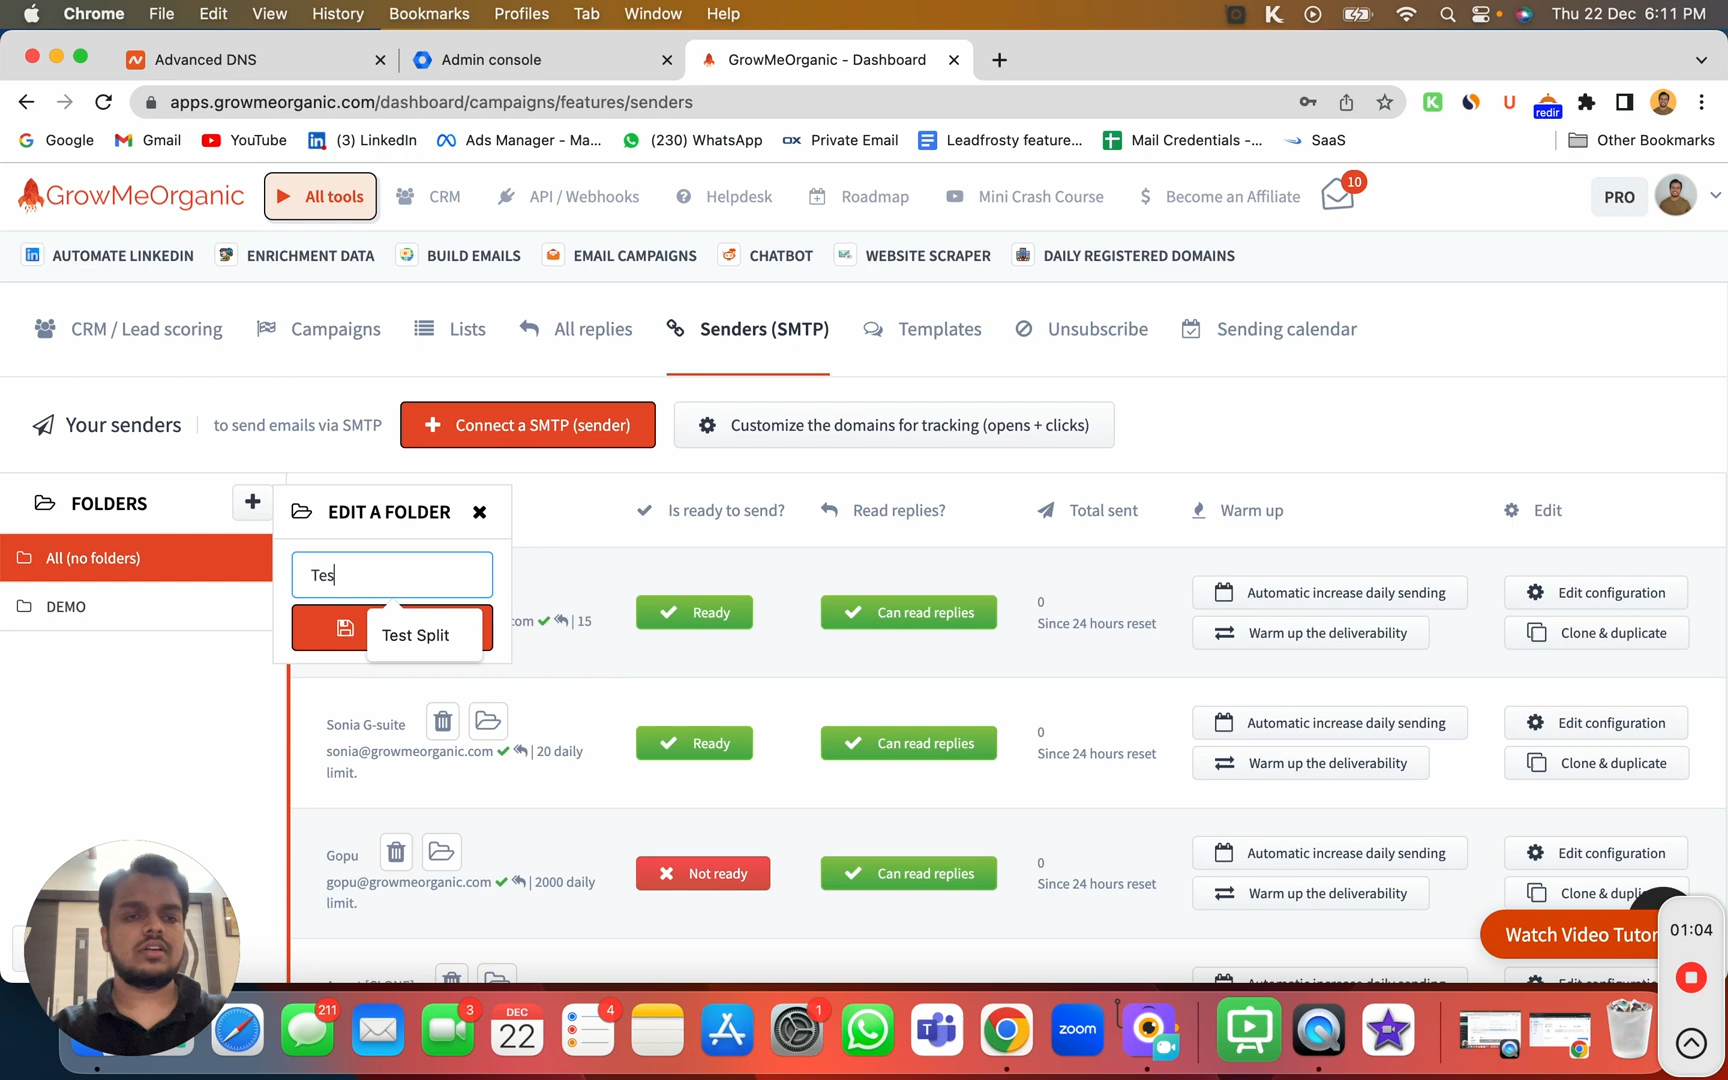 Chrome File Edit View History Bookmarks Profiles Tab Window Help Thu 22 Dec 6:11 PM
Advanced DNS Admin console GrowMeOrganic - Dashboard
apps.growmeorganic.com/dashboard/campaigns/features/senders redir
Google Gmail YouTube (3) LinkedIn Ads Manager - Ma... (230) WhatsApp OX Private Email Leadfrosty feature... Mail Credentials -... SaaS Other Bookmarks
GrowMeOrganic All tools CRM API / Webhooks Helpdesk Roadmap Mini Crash Course Become an Affiliate 10 PRO
AUTOMATE LINKEDIN ENRICHMENT DATA BUILD EMAILS EMAIL CAMPAIGNS CHATBOT WEBSITE SCRAPER DAILY REGISTERED DOMAINS
CRM / Lead scoring Campaigns Lists All replies Senders (SMTP) Templates Unsubscribe Sending calendar
Your senders to send emails via SMTP Connect a SMTP (sender) Customize the domains for tracking (opens + clicks)
FOLDERS EDIT A FOLDER Is ready to send? Read replies? Total sent Warm up Edit
All (no folders)
DEMO
Tes
Test Split
com | 15 Ready Can read replies 0
Since 24 hours reset
Automatic increase daily sending Edit configuration
Warm up the deliverability Clone & duplicate
Sonia G-suite
sonia@growmeorganic.com | 20 daily
limit.
Ready Can read replies 0
Since 24 hours reset
Automatic increase daily sending Edit configuration
Warm up the deliverability Clone & duplicate
Gopu
gopu@growmeorganic.com | 2000 daily
limit.
Not ready Can read replies 0
Since 24 hours reset
Automatic increase daily sending Edit configuration
Warm up the deliverability Clone & duplic
Watch Video Tutor 01:04
211 3 DEC 22 4 1 zoom